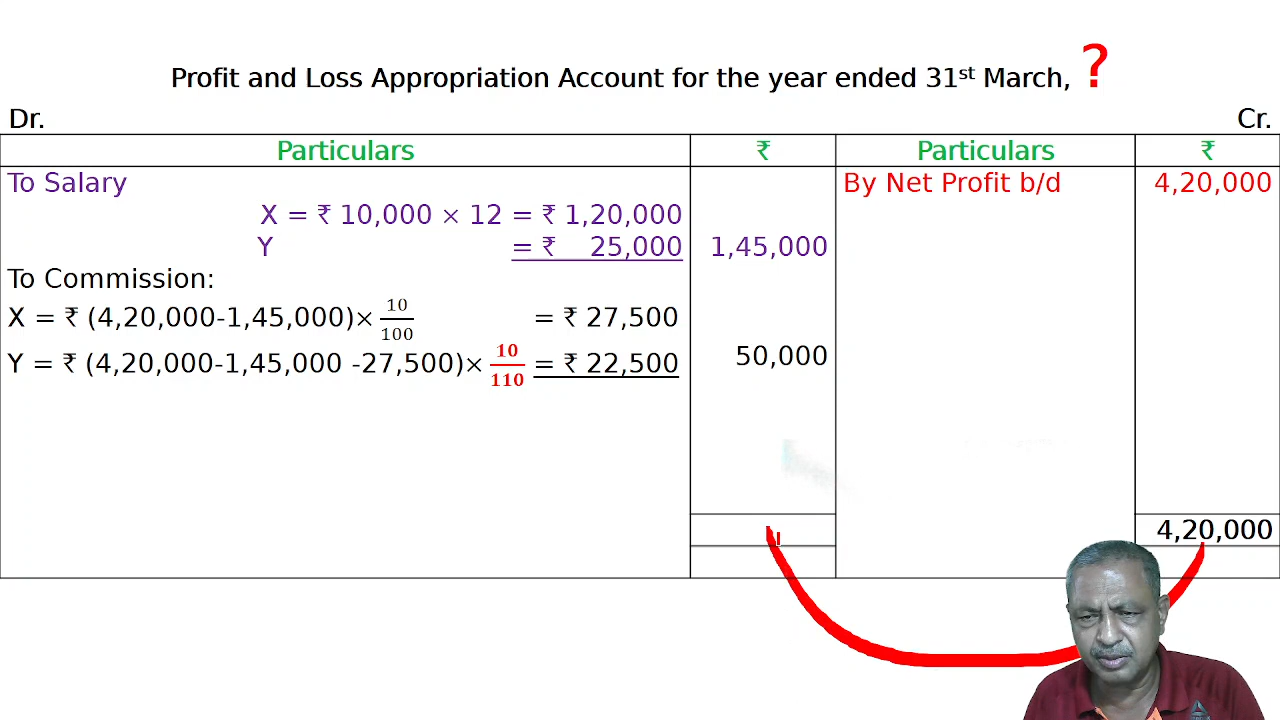 Profit and Loss Appropriation Account for the year ended 31st March, ?
Dr. Cr.
Particulars ₹ Particulars ₹
To Salary By Net Profit b/d 4,20,000
X = ₹ 10,000 × 12 = ₹ 1,20,000
Y = ₹ 25,000 1,45,000
To Commission:
X = ₹ (4,20,000-1,45,000)× 10/100 = ₹ 27,500
Y = ₹ (4,20,000-1,45,000 -27,500)× 10/110 = ₹ 22,500 50,000
4,20,000